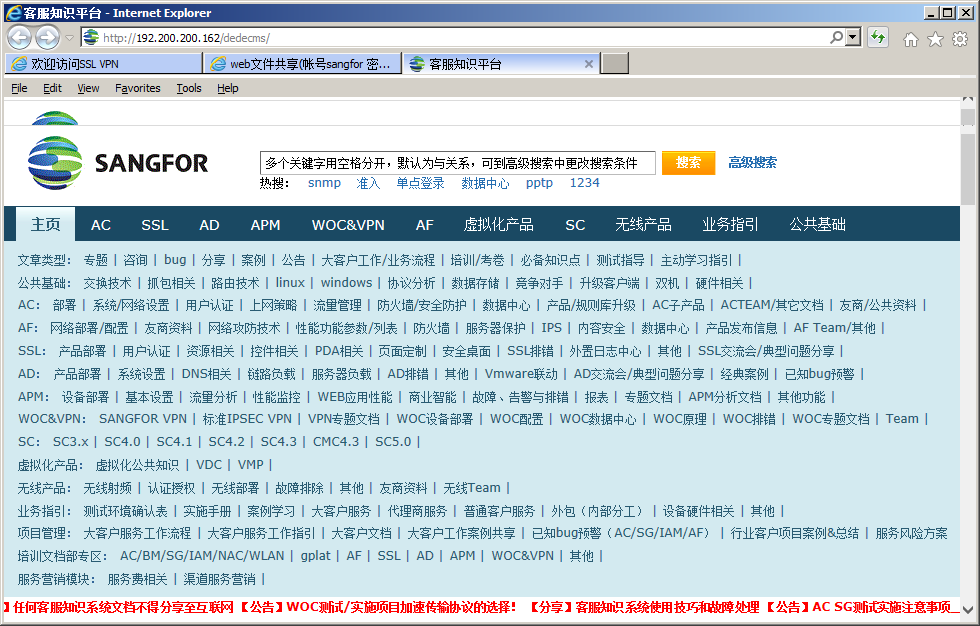 客服知识平台 - Internet Explorer
http://192.200.200.162/dedecms/
欢迎访问SSL VPN
web文件共享(帐号sangfor 密...
客服知识平台
File Edit View Favorites Tools Help
SANGFOR
多个关键字用空格分开，默认为与关系，可到高级搜索中更改搜索条件 搜索 高级搜索
热搜： snmp 准入 单点登录 数据中心 pptp 1234
主页 AC SSL AD APM WOC&VPN AF 虚拟化产品 SC 无线产品 业务指引 公共基础
文章类型： 专题 | 咨询 | bug | 分享 | 案例 | 公告 | 大客户工作/业务流程 | 培训/考卷 | 必备知识点 | 测试指导 | 主动学习指引 |
公共基础： 交换技术 | 抓包相关 | 路由技术 | linux | windows | 协议分析 | 数据存储 | 竞争对手 | 升级客户端 | 双机 | 硬件相关 |
AC： 部署 | 系统/网络设置 | 用户认证 | 上网策略 | 流量管理 | 防火墙/安全防护 | 数据中心 | 产品/规则库升级 | AC子产品 | ACTEAM/其它文档 | 友商/公共资料 |
AF： 网络部署/配置 | 友商资料 | 网络攻防技术 | 性能功能参数/列表 | 防火墙 | 服务器保护 | IPS | 内容安全 | 数据中心 | 产品发布信息 | AF Team/其他 |
SSL： 产品部署 | 用户认证 | 资源相关 | 控件相关 | PDA相关 | 页面定制 | 安全桌面 | SSL排错 | 外置日志中心 | 其他 | SSL交流会/典型问题分享 |
AD： 产品部署 | 系统设置 | DNS相关 | 链路负载 | 服务器负载 | AD排错 | 其他 | Vmware联动 | AD交流会/典型问题分享 | 经典案例 | 已知bug预警 |
APM： 设备部署 | 基本设置 | 流量分析 | 性能监控 | WEB应用性能 | 商业智能 | 故障、告警与排错 | 报表 | 专题文档 | APM分析文档 | 其他功能 |
WOC&VPN： SANGFOR VPN | 标准IPSEC VPN | VPN专题文档 | WOC设备部署 | WOC配置 | WOC数据中心 | WOC原理 | WOC排错 | WOC专题文档 | Team |
SC： SC3.x | SC4.0 | SC4.1 | SC4.2 | SC4.3 | CMC4.3 | SC5.0 |
虚拟化产品： 虚拟化公共知识 | VDC | VMP |
无线产品： 无线射频 | 认证授权 | 无线部署 | 故障排除 | 其他 | 友商资料 | 无线Team |
业务指引： 测试环境确认表 | 实施手册 | 案例学习 | 大客户服务 | 代理商服务 | 普通客户服务 | 外包（内部分工） | 设备硬件相关 | 其他 |
项目管理： 大客户服务工作流程 | 大客户服务工作指引 | 大客户文档 | 大客户工作案例共享 | 已知bug预警（AC/SG/IAM/AF） | 行业客户项目案例&总结 | 服务风险方案
培训文档部专区： AC/BM/SG/IAM/NAC/WLAN | gplat | AF | SSL | AD | APM | WOC&VPN | 其他 |
服务营销模块： 服务费相关 | 渠道服务营销 |
】任何客服知识系统文档不得分享至互联网 【公告】WOC测试/实施项目加速传输协议的选择！ 【分享】客服知识系统使用技巧和故障处理 【公告】AC SG测试实施注意事项__